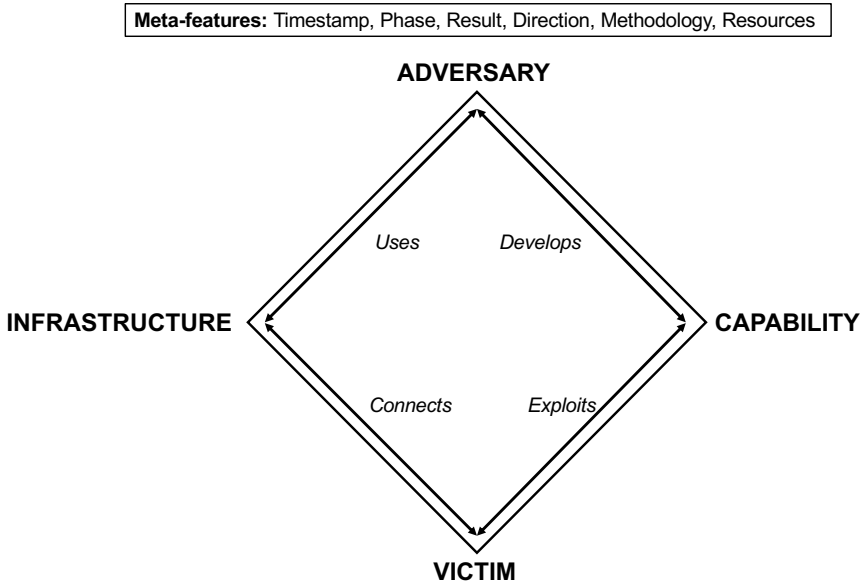 Meta-features: Timestamp, Phase, Result, Direction, Methodology, Resources
ADVERSARY
Uses
Develops
INFRASTRUCTURE
CAPABILITY
Connects
Exploits
VICTIM